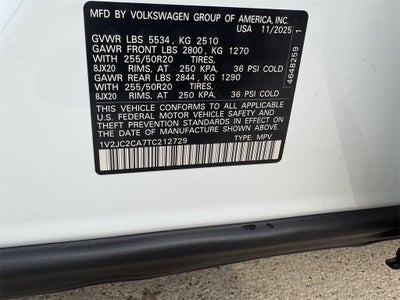 MFD BY VOLKSWAGEN GROUP OF AMERICA, INC.
USA 11/2025
GVWR LBS 5534, KG 2510
GAWR FRONT LBS 2800, KG 1270
WITH 255/50R20 TIRES,
8JX20 RIMS, AT 250 KPA. 36 PSI COLD
GAWR REAR LBS 2844, KG 1290
WITH 255/50R20 TIRES,
8JX20 RIMS, AT 250 KPA. 36 PSI COLD
THIS VEHICLE CONFORMS TO ALL APPLICABLE
U.S. FEDERAL MOTOR VEHICLE SAFETY AND
THEFT PREVENTION STANDARDS IN EFFECT ON
THE DATE OF MANUFACTURE SHOWN ABOVE.
1V2JC2CA7TC212729 TYPE: MPV
4648259 1